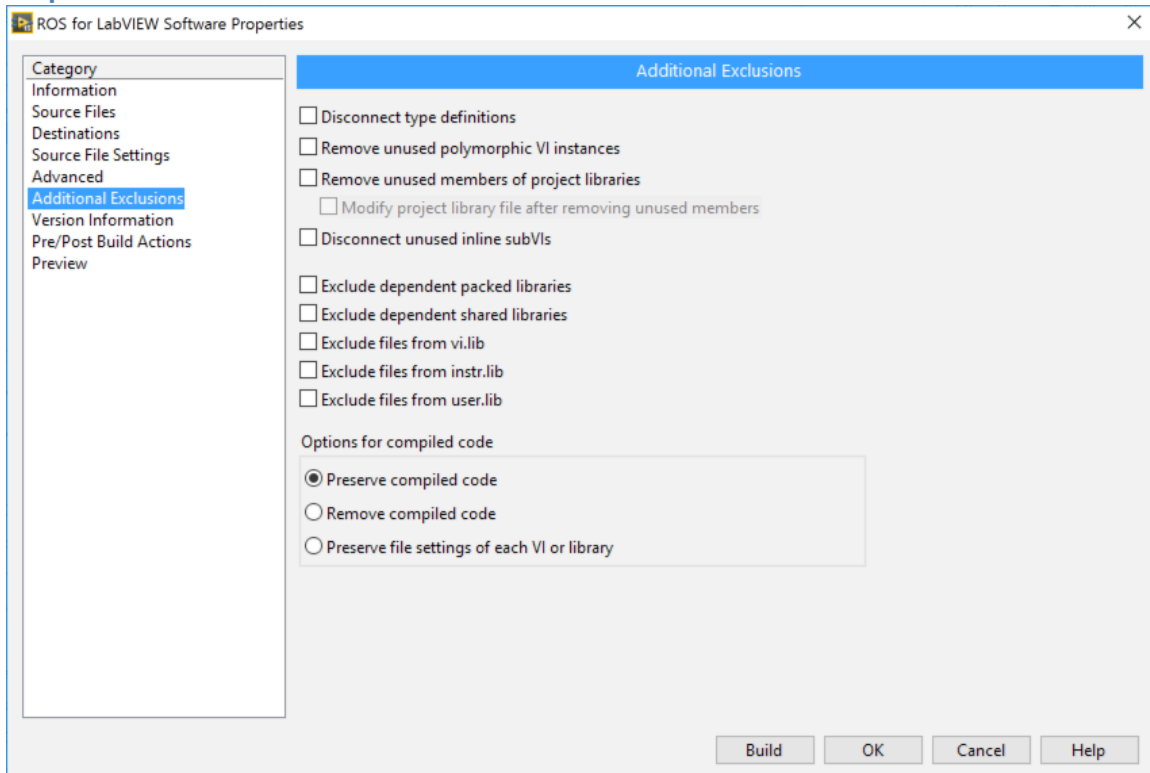 ROS for LabVIEW Software Properties
Category
Information
Source Files
Destinations
Source File Settings
Advanced
Additional Exclusions
Version Information
Pre/Post Build Actions
Preview
Additional Exclusions
Disconnect type definitions
Remove unused polymorphic VI instances
Remove unused members of project libraries
Modify project library file after removing unused members
Disconnect unused inline subVIs
Exclude dependent packed libraries
Exclude dependent shared libraries
Exclude files from vi.lib
Exclude files from instr.lib
Exclude files from user.lib
Options for compiled code
Preserve compiled code
Remove compiled code
Preserve file settings of each VI or library
Build OK Cancel Help